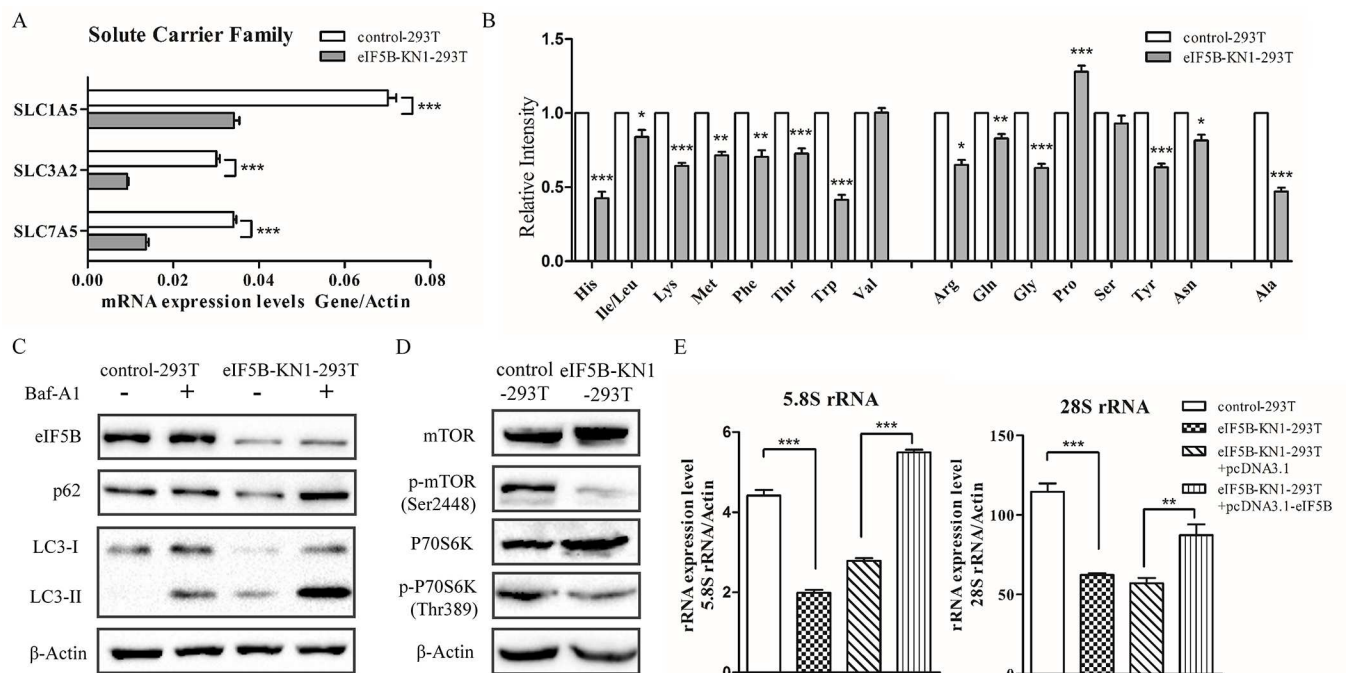 A
Solute Carrier Family
control-293T
eIF5B-KN1-293T
SLC1A5
***
SLC3A2
***
SLC7A5
***
0.00 0.02 0.04 0.06 0.08
mRNA expression levels Gene/Actin
B
control-293T
eIF5B-KN1-293T
Relative Intensity
1.5
1.0
0.5
0.0
*** * *** ** ** *** *** * ** *** *** *** * ***
His Ile/Leu Lys Met Phe Thr Trp Val Arg Gln Gly Pro Ser Tyr Asn Ala
C
control-293T eIF5B-KN1-293T
Baf-A1 - + - +
eIF5B
p62
LC3-I
LC3-II
β-Actin
D
control eIF5B-KN1
-293T -293T
mTOR
p-mTOR
(Ser2448)
P70S6K
p-P70S6K
(Thr389)
β-Actin
E
5.8S rRNA
rRNA expression level
5.8S rRNA/Actin
6
4
2
0
***
***
28S rRNA
rRNA expression level
28S rRNA/Actin
150
100
50
0
***
**
control-293T
eIF5B-KN1-293T
eIF5B-KN1-293T
+pcDNA3.1
eIF5B-KN1-293T
+pcDNA3.1-eIF5B